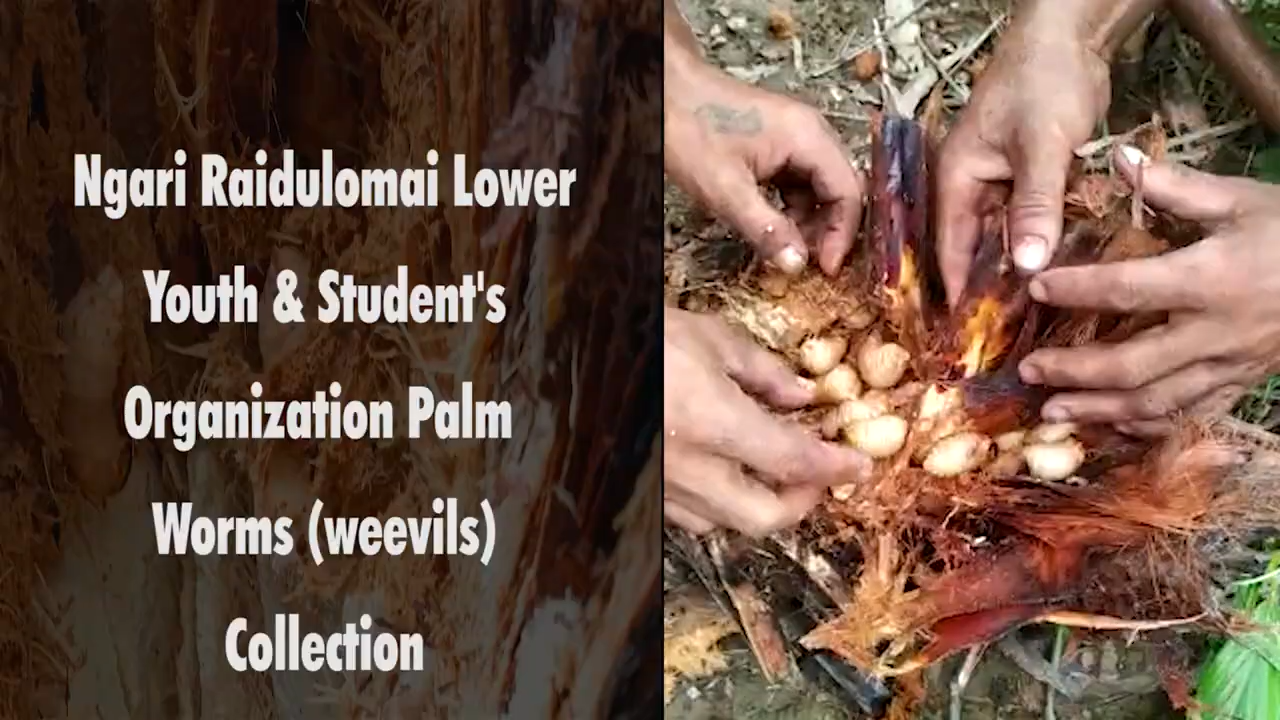 Ngari Raidulomai Lower
Youth & Student's
Organization Palm
Worms (weevils)
Collection